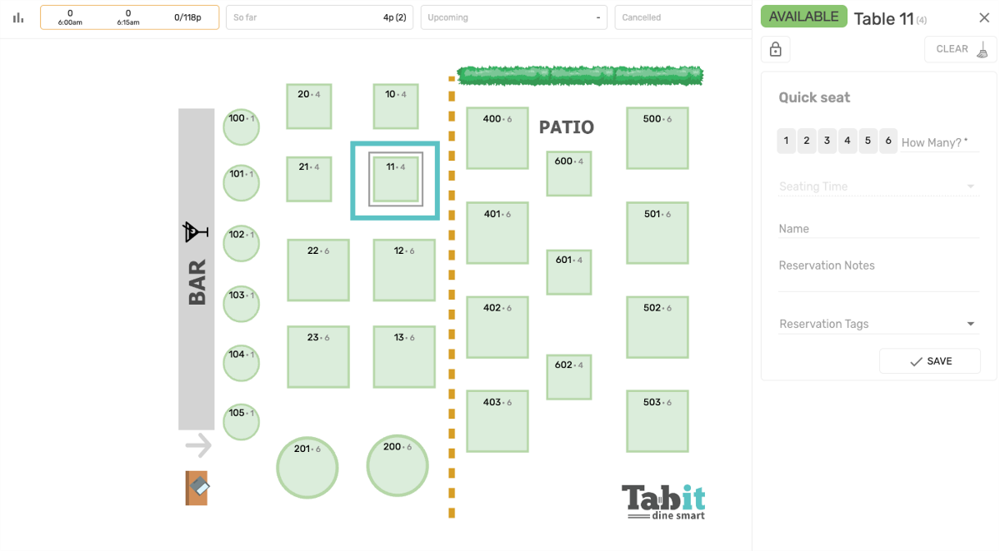 0 0 0/118p
6:00am 6:15am
So far 4p (2)
Upcoming -
Cancelled
AVAILABLE Table 11 (4)
CLEAR
Quick seat
1 2 3 4 5 6 How Many? *
Seating Time
Name
Reservation Notes
Reservation Tags
SAVE
BAR
100 • 1
101 • 1
102 • 1
103 • 1
104 • 1
105 • 1
20 • 4
10 • 4
21 • 4
11 • 4
22 • 6
12 • 6
23 • 6
13 • 6
201 • 6
200 • 6
PATIO
400 • 6
500 • 6
600 • 4
401 • 6
501 • 6
601 • 4
402 • 6
502 • 6
602 • 4
403 • 6
503 • 6
Tabit
dine smart